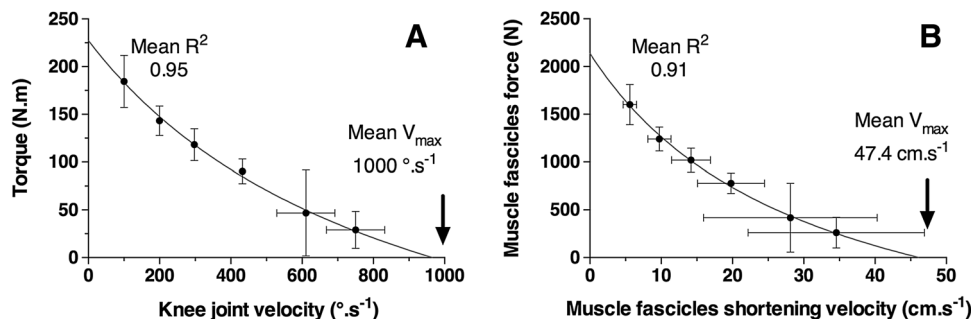 A
Mean R²
0.95
Mean Vmax
1000 °.s⁻¹
Torque (N.m)
250
200
150
100
50
0
0 200 400 600 800 1000
Knee joint velocity (°.s⁻¹)
B
Mean R²
0.91
Mean Vmax
47.4 cm.s⁻¹
Muscle fascicles force (N)
2500
2000
1500
1000
500
0
0 10 20 30 40 50
Muscle fascicles shortening velocity (cm.s⁻¹)